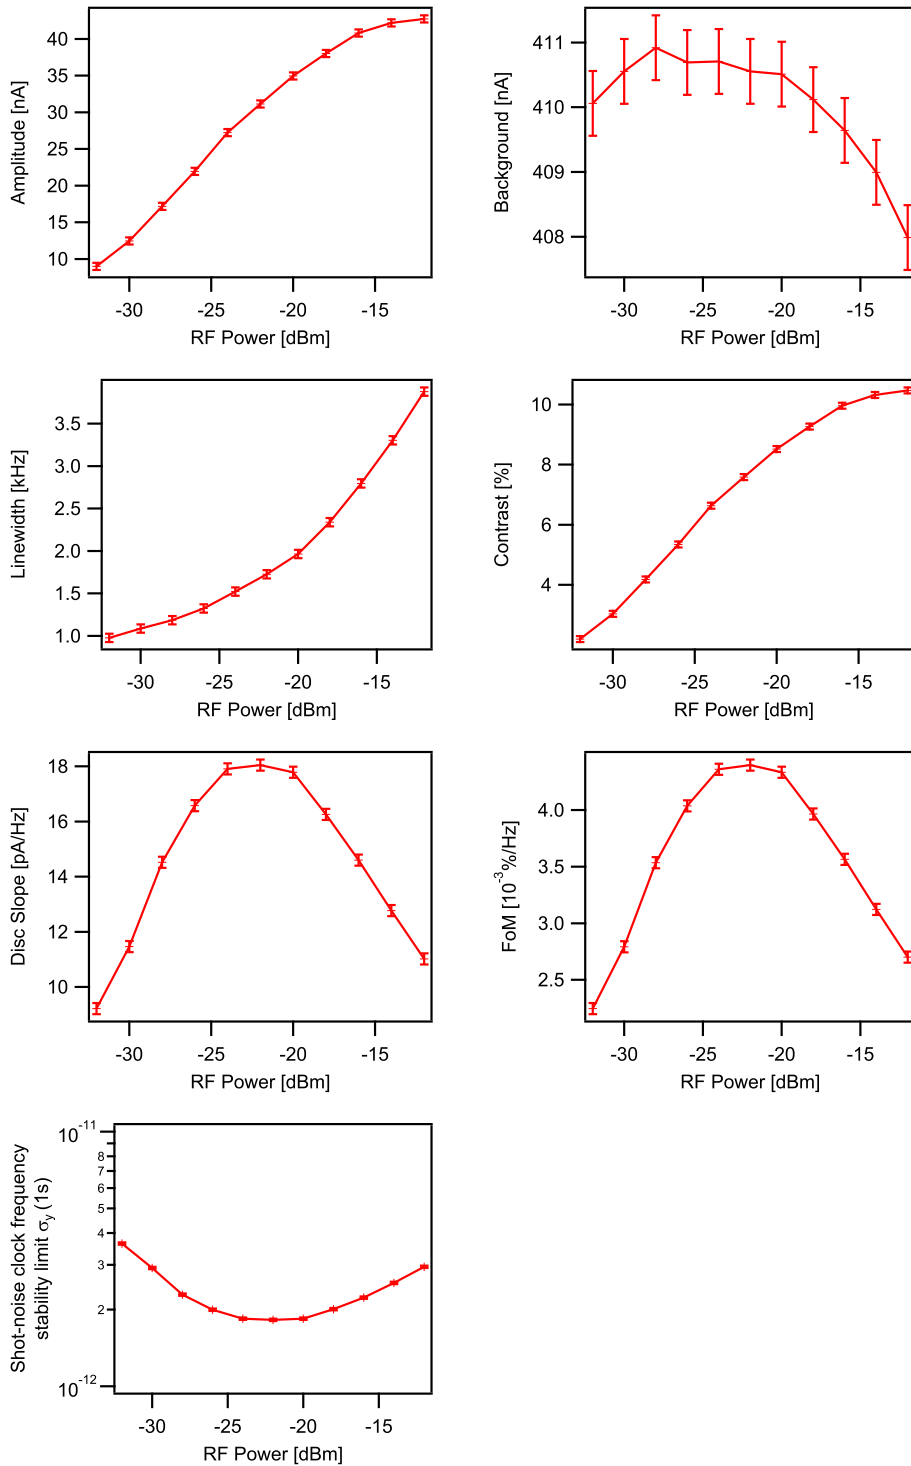 40
35
30
25
20
15
10
Amplitude [nA]
-30 -25 -20 -15
RF Power [dBm]
411
410
409
408
Background [nA]
-30 -25 -20 -15
RF Power [dBm]
3.5
3.0
2.5
2.0
1.5
1.0
Linewidth [kHz]
-30 -25 -20 -15
RF Power [dBm]
10
8
6
4
Contrast [%]
-30 -25 -20 -15
RF Power [dBm]
18
16
14
12
10
Disc Slope [pA/Hz]
-30 -25 -20 -15
RF Power [dBm]
4.0
3.5
3.0
2.5
FoM [10⁻³%/Hz]
-30 -25 -20 -15
RF Power [dBm]
10⁻¹¹
8
7
6
5
4
3
2
10⁻¹²
Shot-noise clock frequency
stability limit σy (1s)
-30 -25 -20 -15
RF Power [dBm]